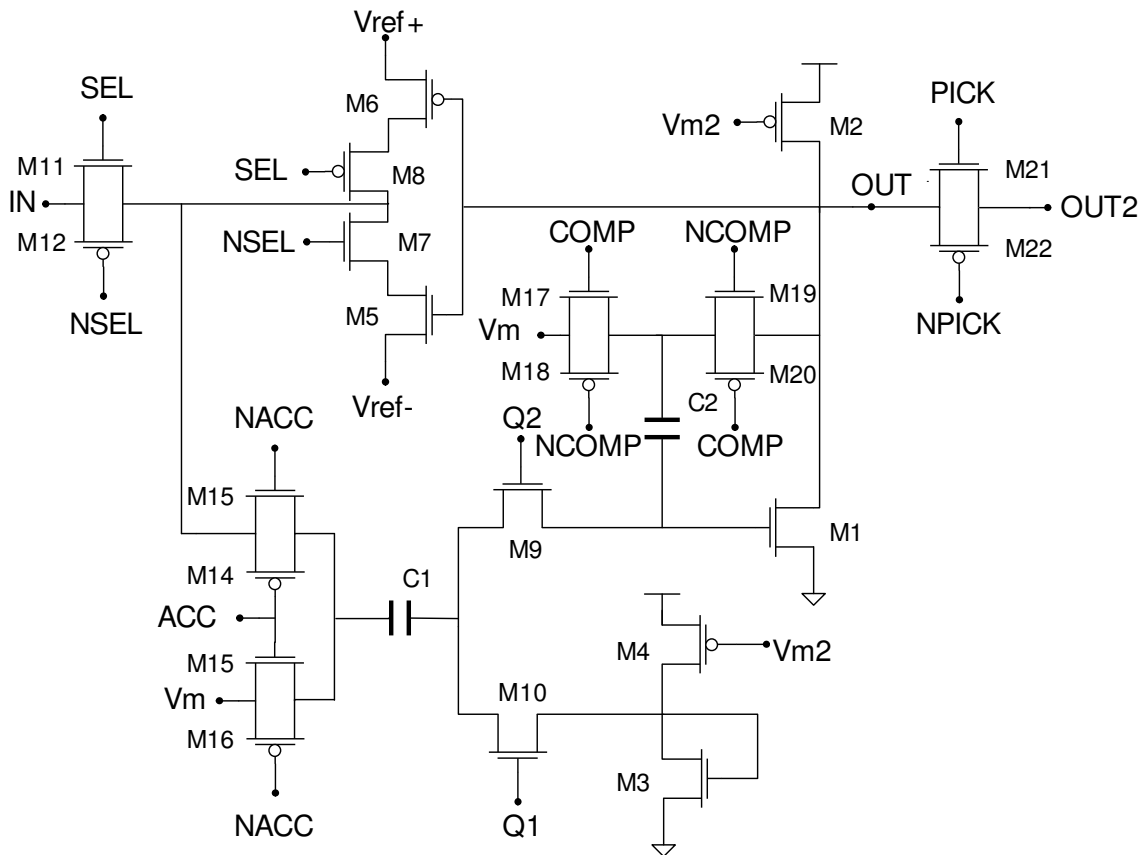 Vref+
SEL
M6
PICK
Vm2
M2
M11
SEL
M8
M21
IN
OUT
OUT2
M12
NSEL
M7
COMP
NCOMP
M22
NSEL
M5
M17
M19
NPICK
Vm
M18
M20
Vref-
C2
NACC
Q2
NCOMP
COMP
M15
M9
M1
M14
C1
ACC
M15
M4
Vm2
Vm
M10
M16
M3
NACC
Q1